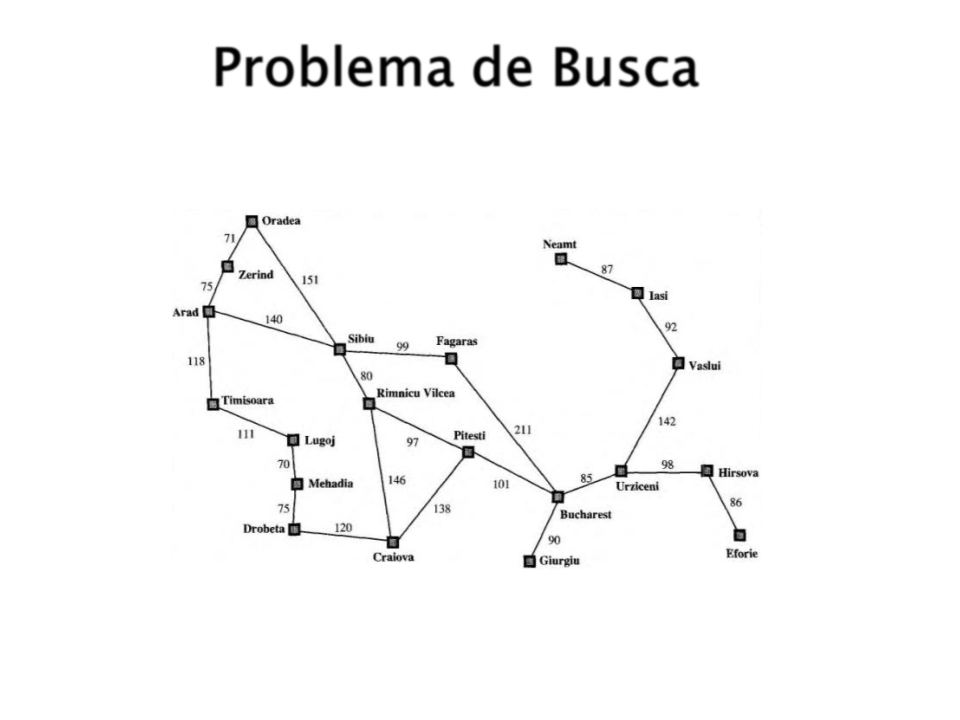 Problema de Busca
Oradea
71
Neamt
Zerind
87
75
151
Iasi
Arad
140
92
Sibiu
Fagaras
99
118
Vaslui
80
Timisoara
Rimnicu Vilcea
142
111
Lugoj
97
Pitesti
211
70
98
Hirsova
Mehadia
146
101
85
Urziceni
86
75
138
Bucharest
Drobeta
120
90
Craiova
Giurgiu
Eforie